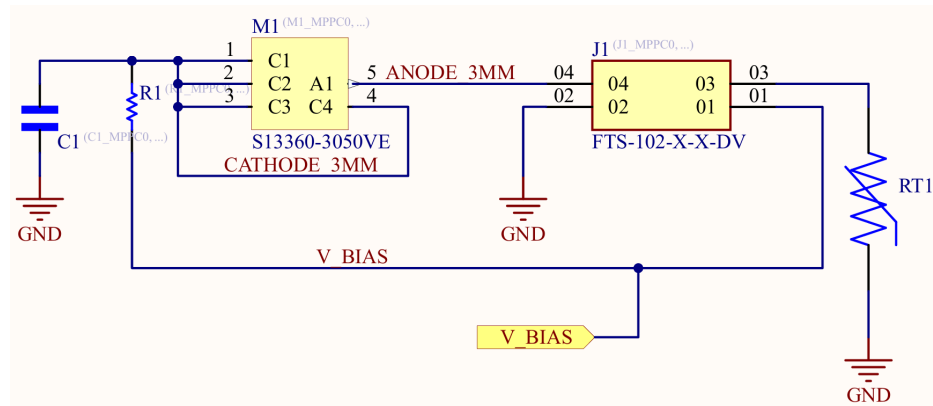 M1 (M1_MPPC0, ...)
J1 (J1_MPPC0, ...)
1 C1
2 C2 A1 5 ANODE_3MM 04 04 03 03
3 C3 C4 4 02 02 01 01
R1
C1 (C1_MPPC0, ...)
S13360-3050VE
FTS-102-X-X-DV
CATHODE_3MM
RT1
GND
GND
V_BIAS
V_BIAS
GND